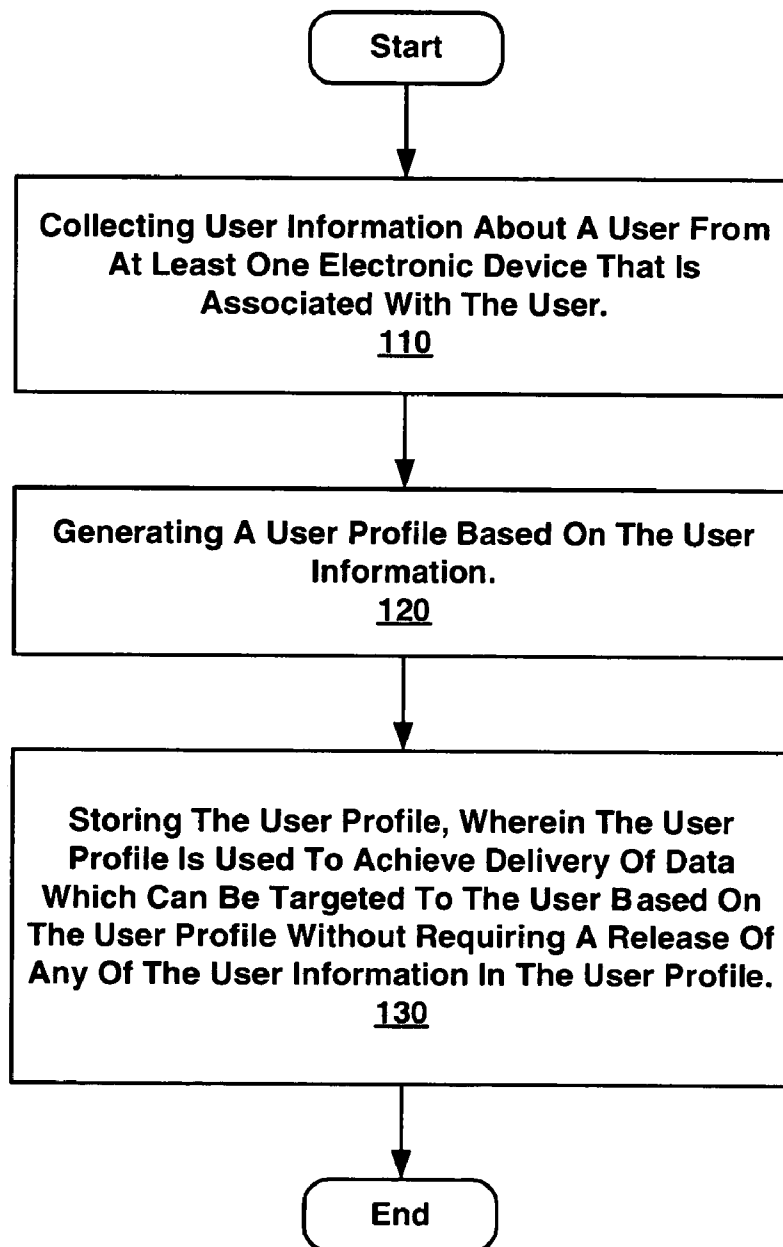 Start
Collecting User Information About A User From
At Least One Electronic Device That Is
Associated With The User.
110
Generating A User Profile Based On The User
Information.
120
Storing The User Profile, Wherein The User
Profile Is Used To Achieve Delivery Of Data
Which Can Be Targeted To The User Based On
The User Profile Without Requiring A Release Of
Any Of The User Information In The User Profile.
130
End